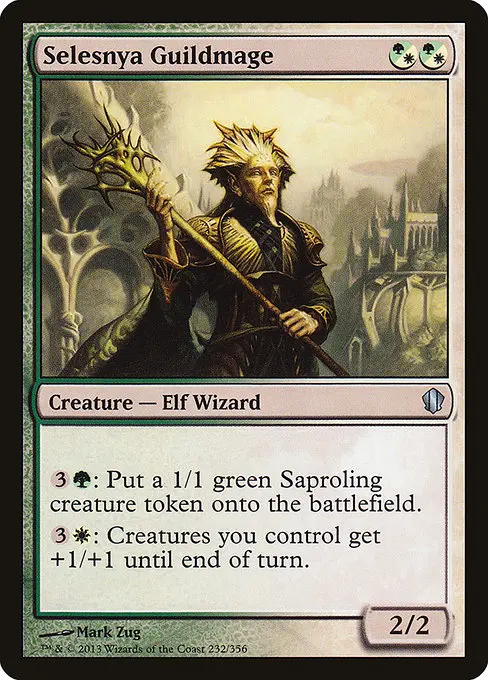 Selesnya Guildmage
Creature — Elf Wizard
3: Put a 1/1 green Saproling
creature token onto the battlefield.
3: Creatures you control get
+1/+1 until end of turn.
Mark Zug
™ & © 2013 Wizards of the Coast 232/356
2/2